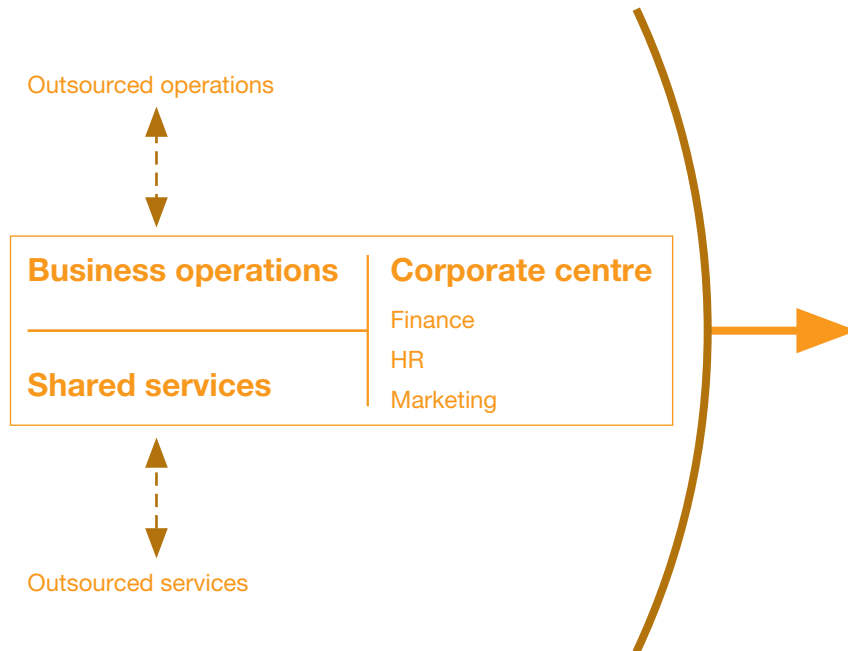 Outsourced operations
Business operations
Shared services
Corporate centre
Finance
HR
Marketing
Outsourced services